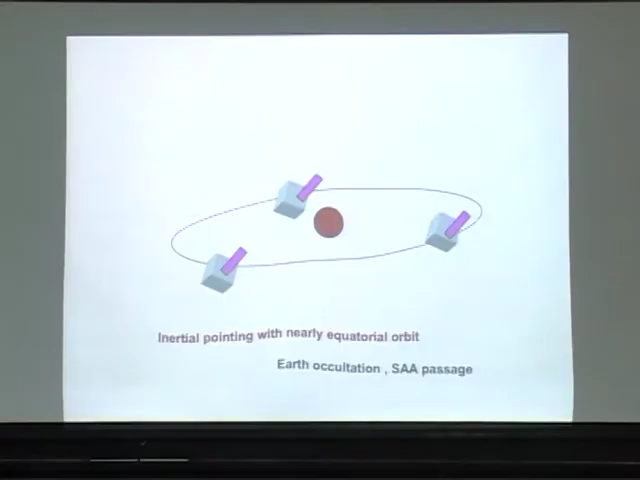 Inertial pointing with nearly equatorial orbit
Earth occultation , SAA passage